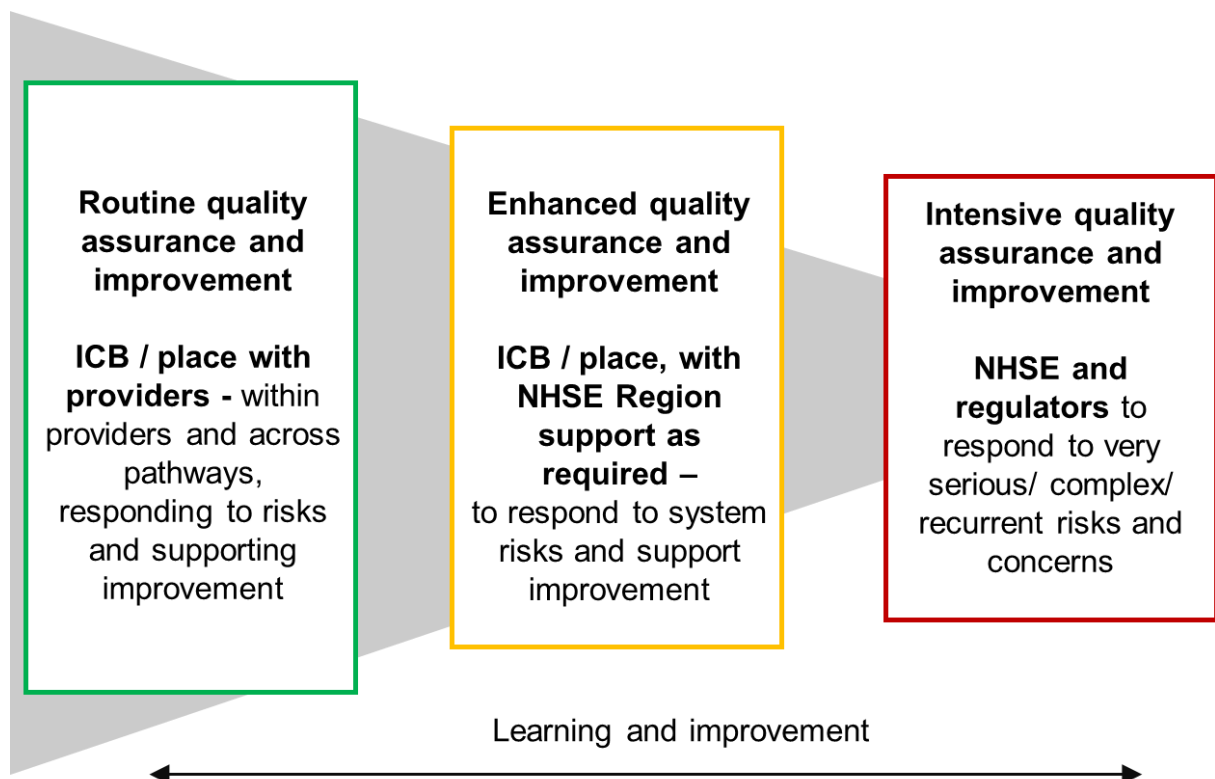 Routine quality
assurance and
improvement
ICB / place with
providers - within
providers and across
pathways,
responding to risks
and supporting
improvement
Enhanced quality
assurance and
improvement
ICB / place, with
NHSE Region
support as
required –
to respond to system
risks and support
improvement
Intensive quality
assurance and
improvement
NHSE and
regulators to
respond to very
serious/ complex/
recurrent risks and
concerns
Learning and improvement